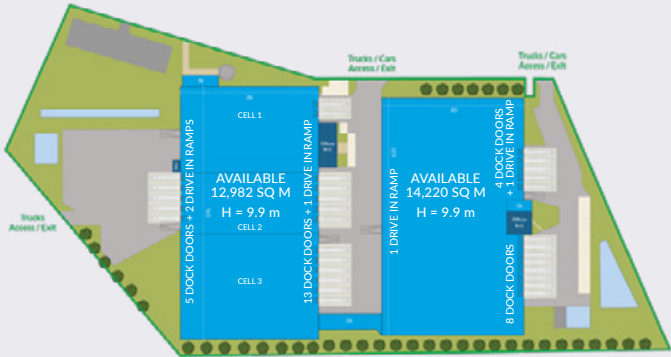 Trucks / Cars
Access / Exit
Trucks / Cars
Access / Exit
Trucks
Access / Exit
5 DOCK DOORS + 2 DRIVE IN RAMPS
CELL 1
AVAILABLE
12,982 SQ M
H = 9.9 m
CELL 2
CELL 3
13 DOCK DOORS + 1 DRIVE IN RAMP
1 DRIVE IN RAMP
AVAILABLE
14,220 SQ M
H = 9.9 m
4 DOCK DOORS
+ 1 DRIVE IN RAMP
8 DOCK DOORS